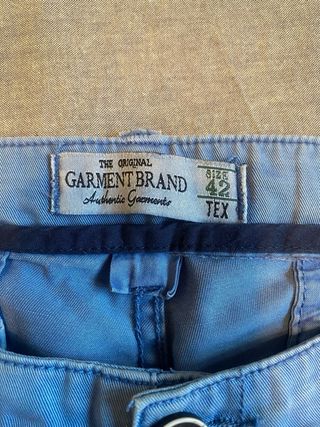 THE ORIGINAL
GARMENT BRAND
Authentic Garments
SIZE
42
TEX